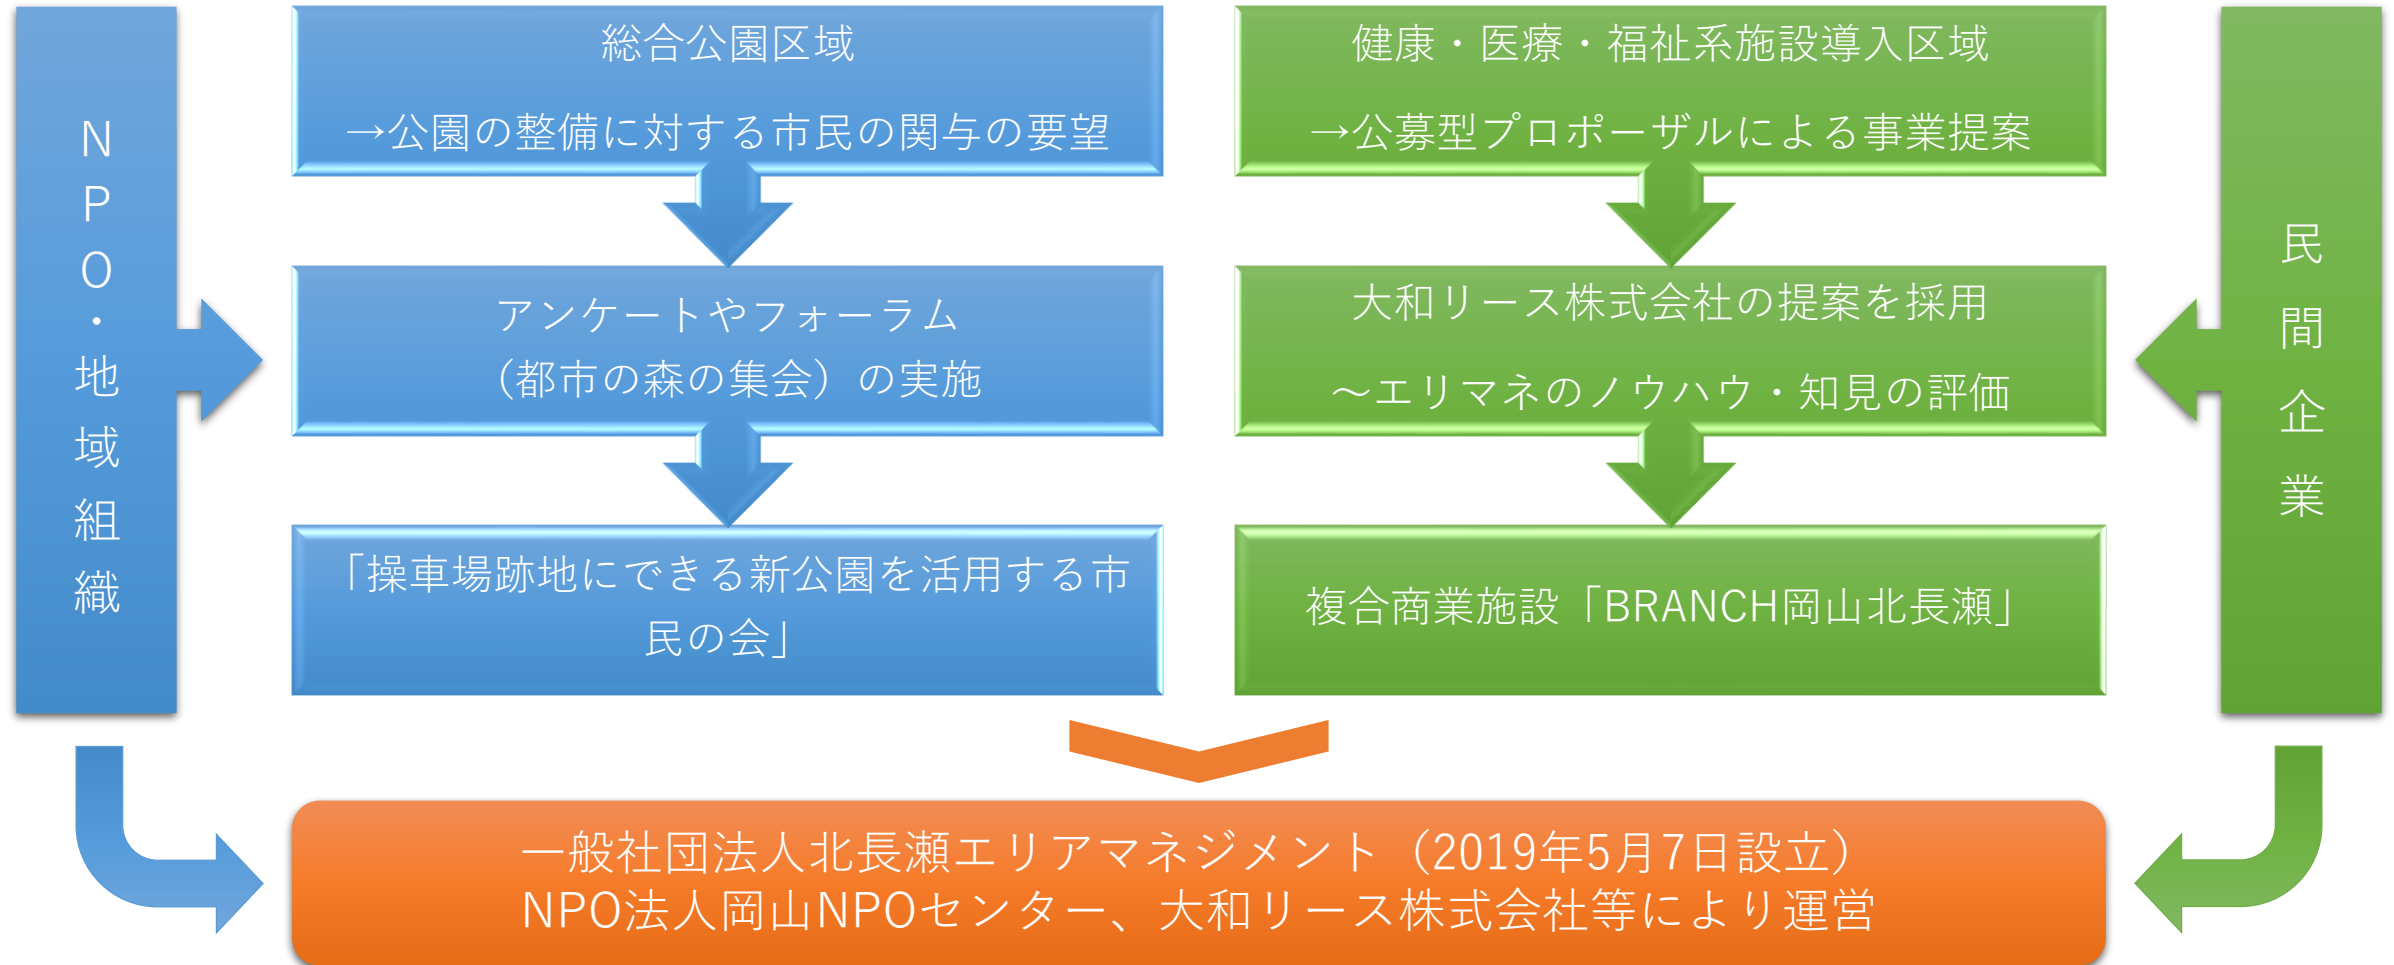 NPO・地域組織
総合公園区域
→公園の整備に対する市民の関与の要望
アンケートやフォーラム
（都市の森の集会）の実施
「操車場跡地にできる新公園を活用する市
民の会」
健康・医療・福祉系施設導入区域
→公募型プロポーザルによる事業提案
大和リース株式会社の提案を採用
～エリマネのノウハウ・知見の評価
複合商業施設「BRANCH岡山北長瀬」
民間企業
一般社団法人北長瀬エリアマネジメント（2019年5月7日設立）
NPO法人岡山NPOセンター、大和リース株式会社等により運営